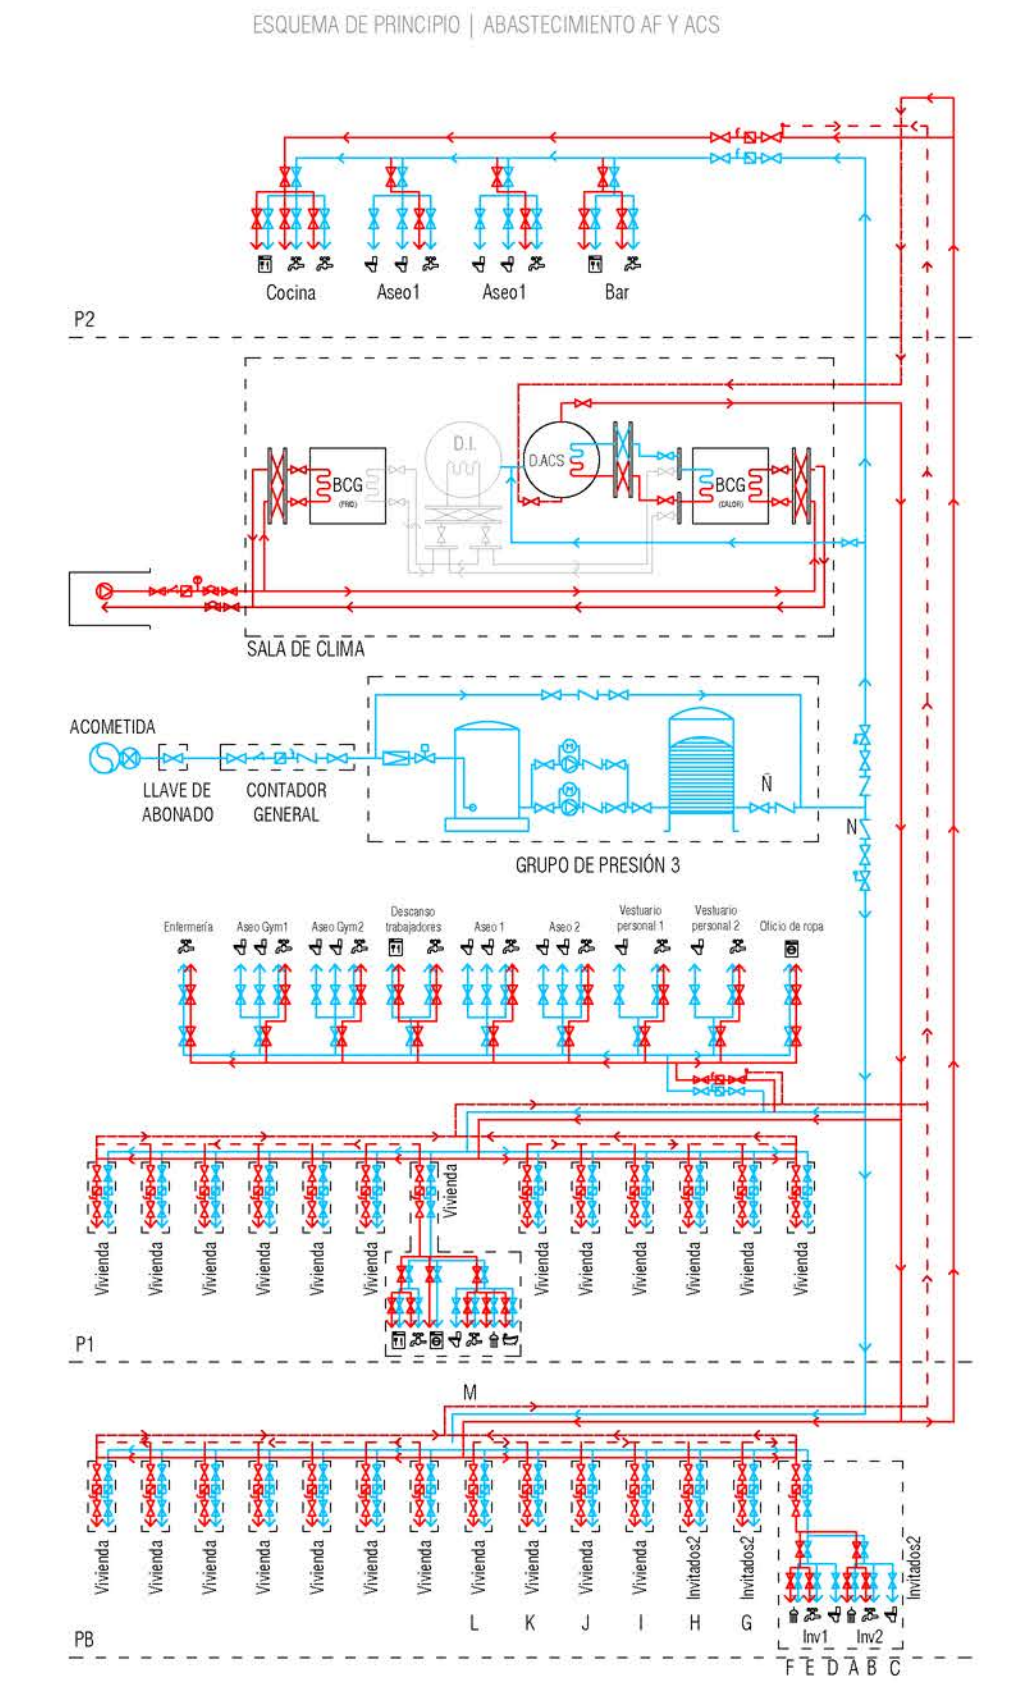 ESQUEMA DE PRINCIPIO | ABASTECIMIENTO AF Y ACS
Cocina Aseo1 Aseo1 Bar
P2
D.I. D.ACS
BCG BCG
(FRIO) (CALOR)
SALA DE CLIMA
ACOMETIDA
LLAVE DE ABONADO
CONTADOR GENERAL
M
M
Ñ
N
GRUPO DE PRESIÓN 3
Enfermería Aseo Gym1 Aseo Gym2 Descanso trabajadores Aseo 1 Aseo 2 Vestuario personal 1 Vestuario personal 2 Oficio de ropa
Vivienda
Vivienda Vivienda Vivienda Vivienda Vivienda Vivienda Vivienda Vivienda Vivienda Vivienda Vivienda Vivienda
P1
M
Vivienda Vivienda Vivienda Vivienda Vivienda Vivienda Vivienda Vivienda Vivienda Vivienda Vivienda Invitados2 Invitados2 Invitados2
L K J I H G
Inv1 Inv2
PB
F E D A B C